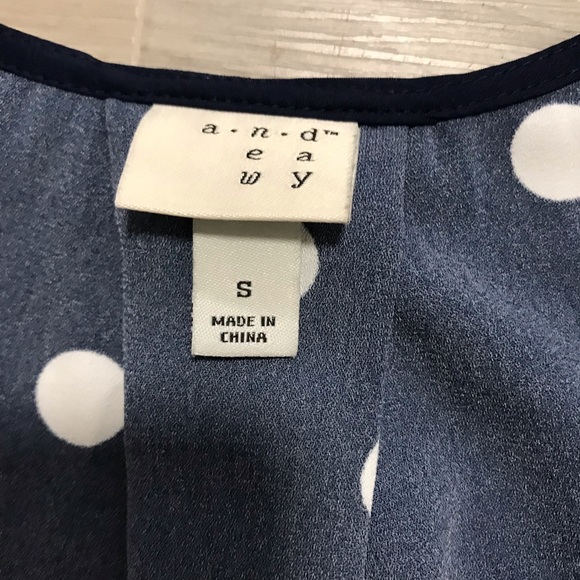 a • n • d™
e a
w y
S
MADE IN
CHINA